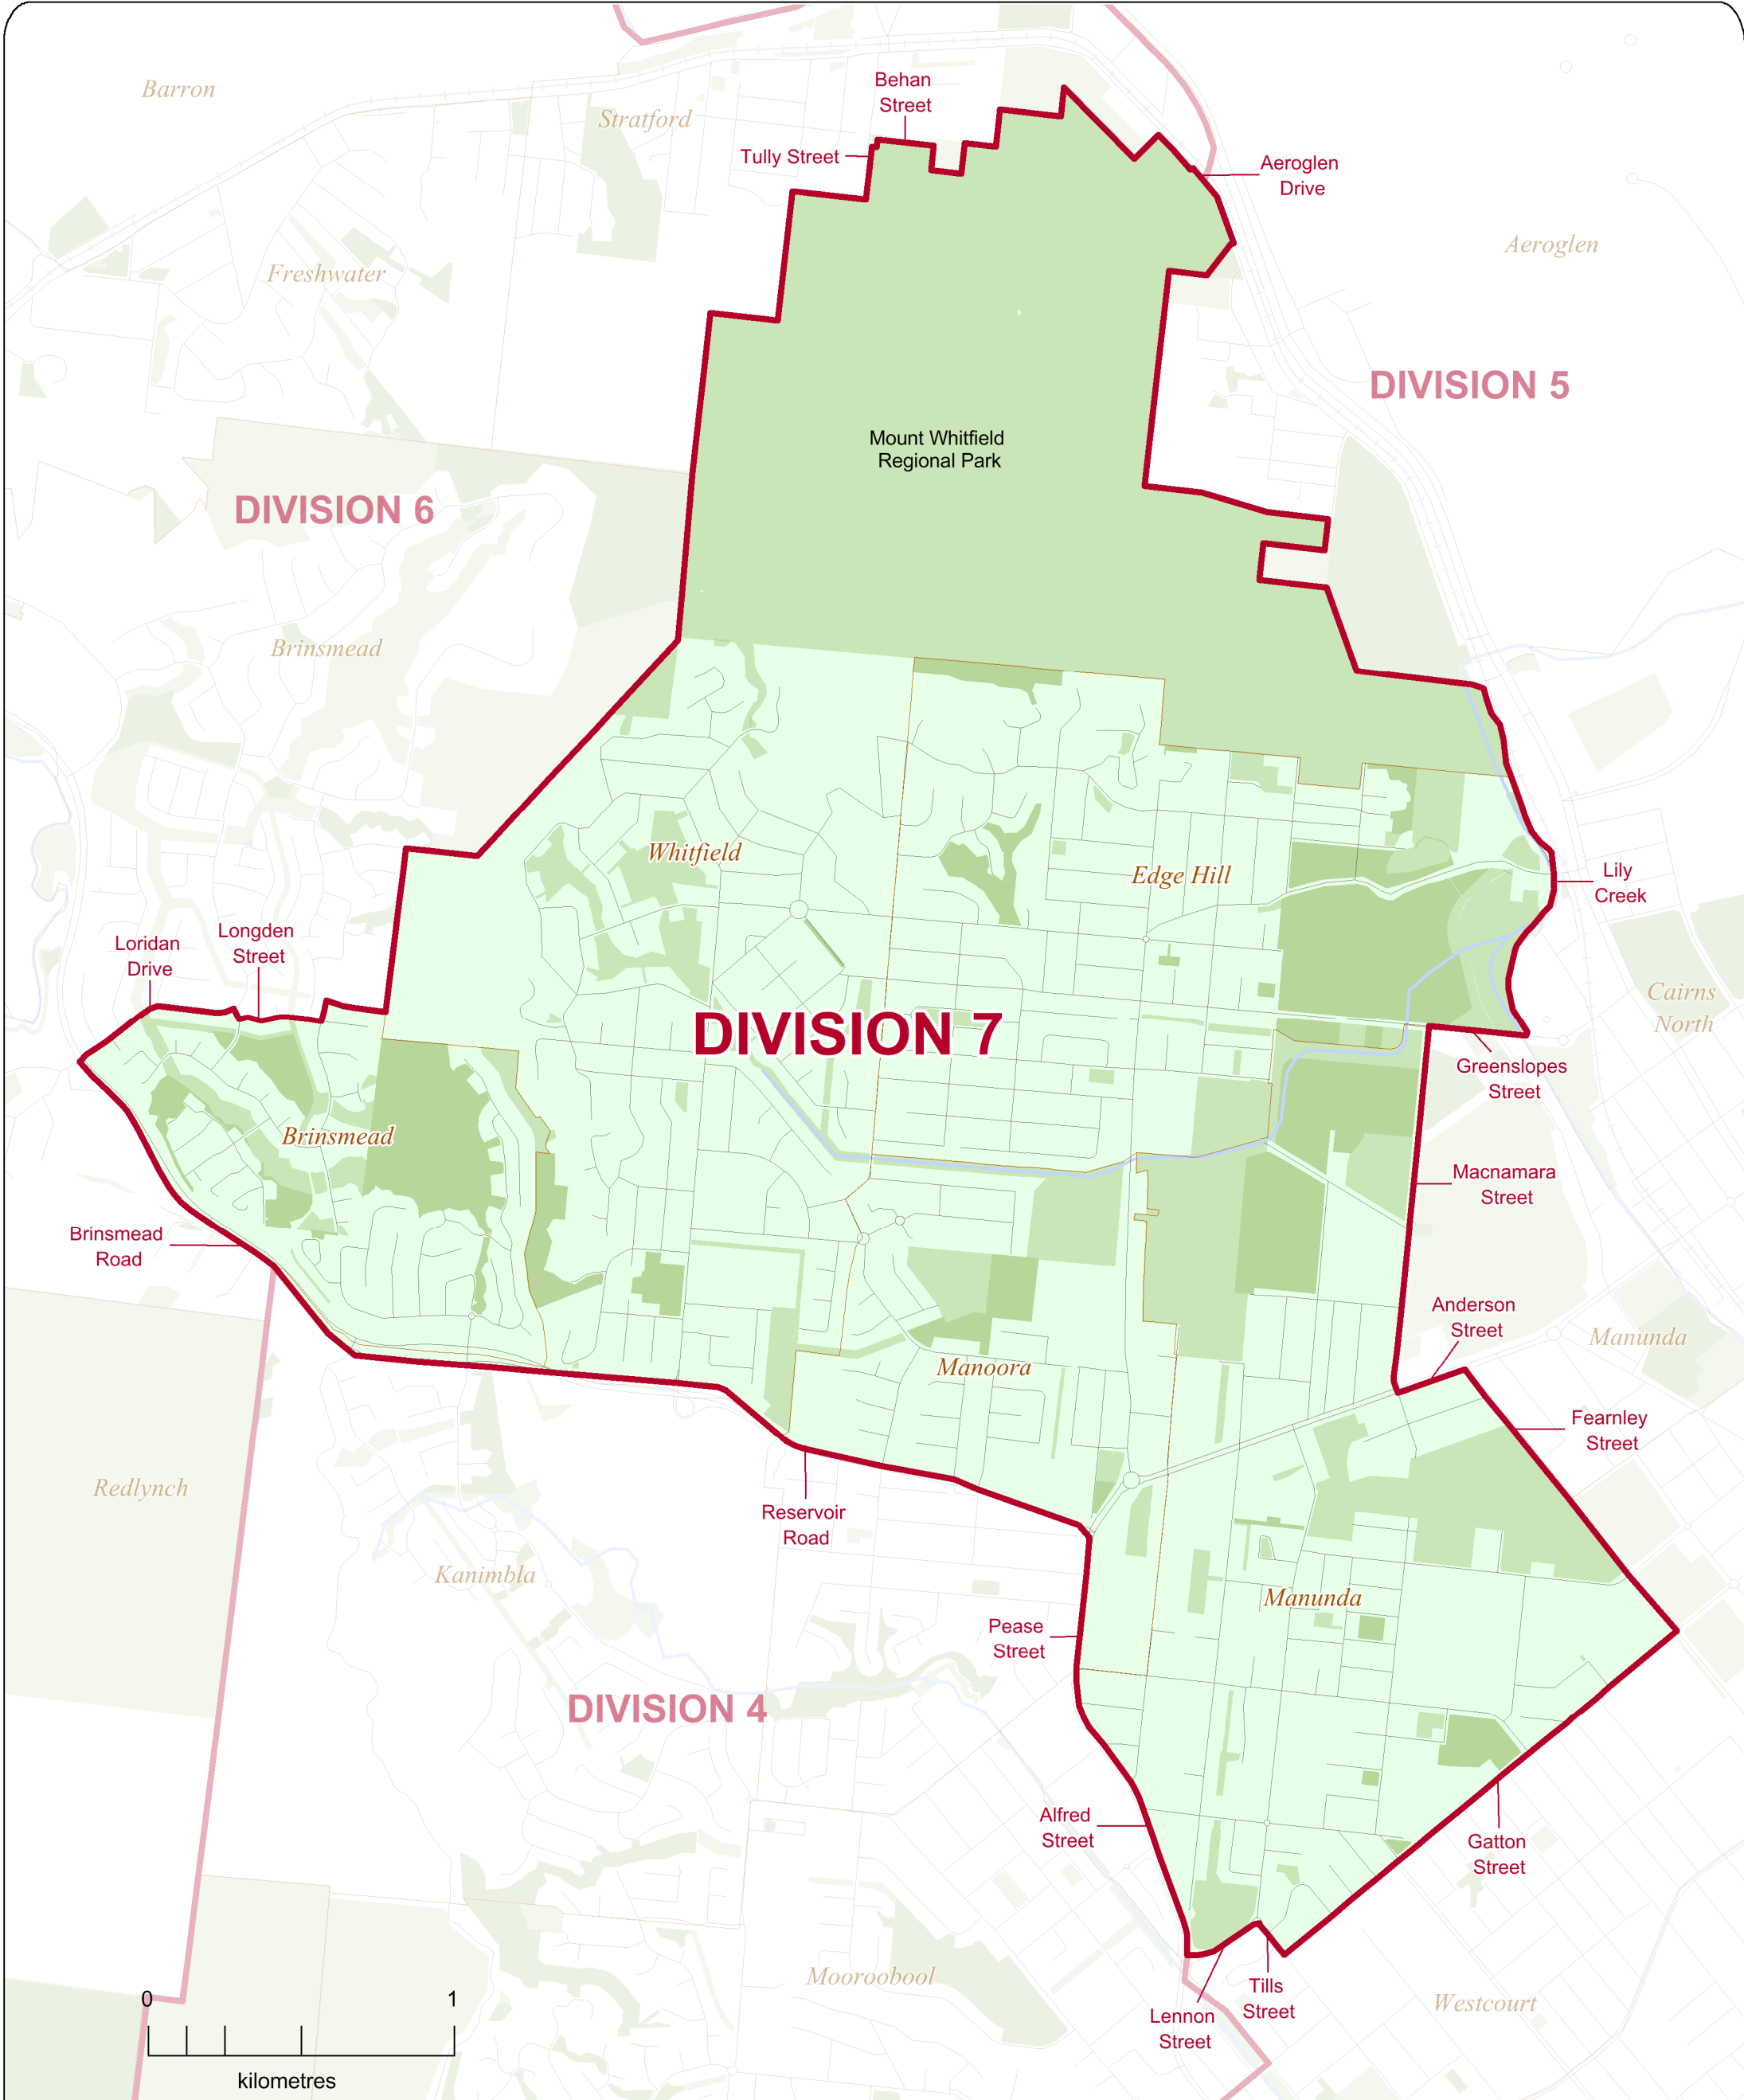 Behan
Street
Barron
Stratford
Tully Street
Aeroglen
Drive
Aeroglen
Freshwater
DIVISION 5
Mount Whitfield
Regional Park
DIVISION 6
Brinsmead
Whitfield
Edge Hill
Lily
Creek
Longden
Street
Loridan
Drive
Cairns
North
DIVISION 7
Greenslopes
Street
Brinsmead
Macnamara
Street
Brinsmead
Road
Anderson
Street
Manunda
Manoora
Fearnley
Street
Redlynch
Reservoir
Road
Kanimbla
Manunda
Pease
Street
DIVISION 4
Alfred
Street
Gatton
Street
Mooroobool
Tills
Street
Westcourt
Lennon
Street
0 1
kilometres